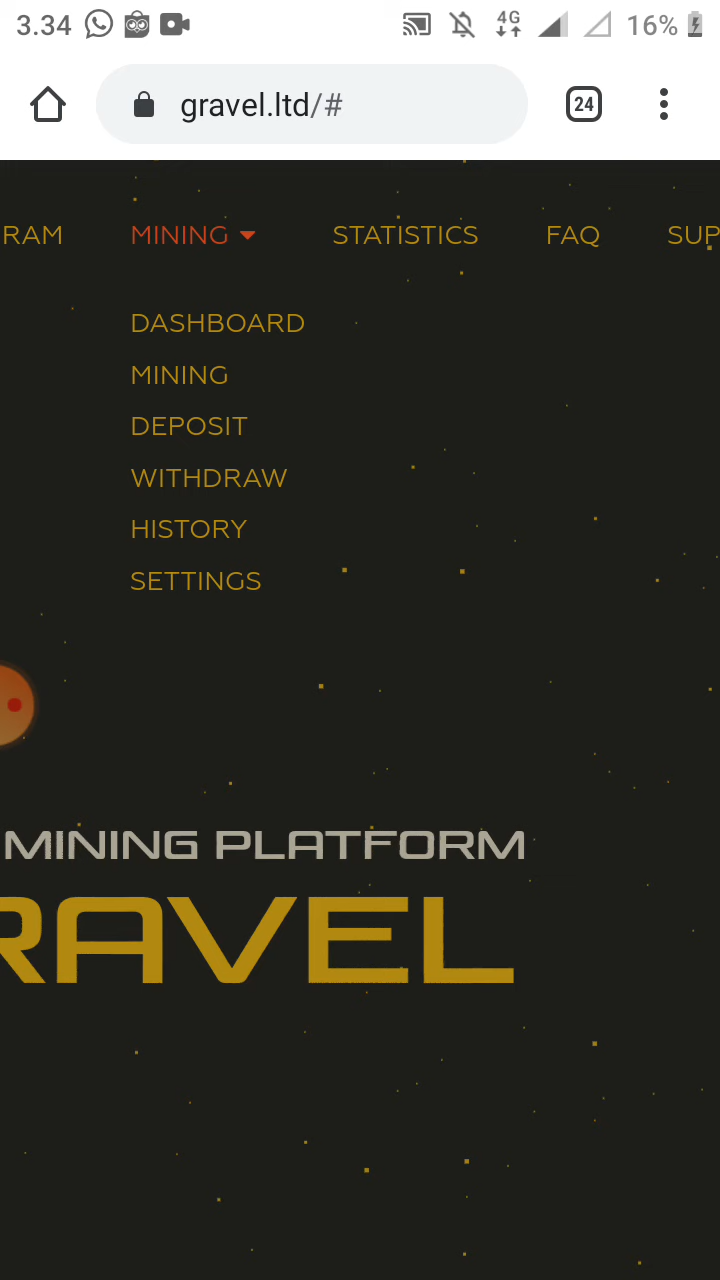 3.34 4G 16%
gravel.ltd/# 24
RAM MINING STATISTICS FAQ SUP
DASHBOARD
MINING
DEPOSIT
WITHDRAW
HISTORY
SETTINGS
MINING PLATFORM
RAVEL